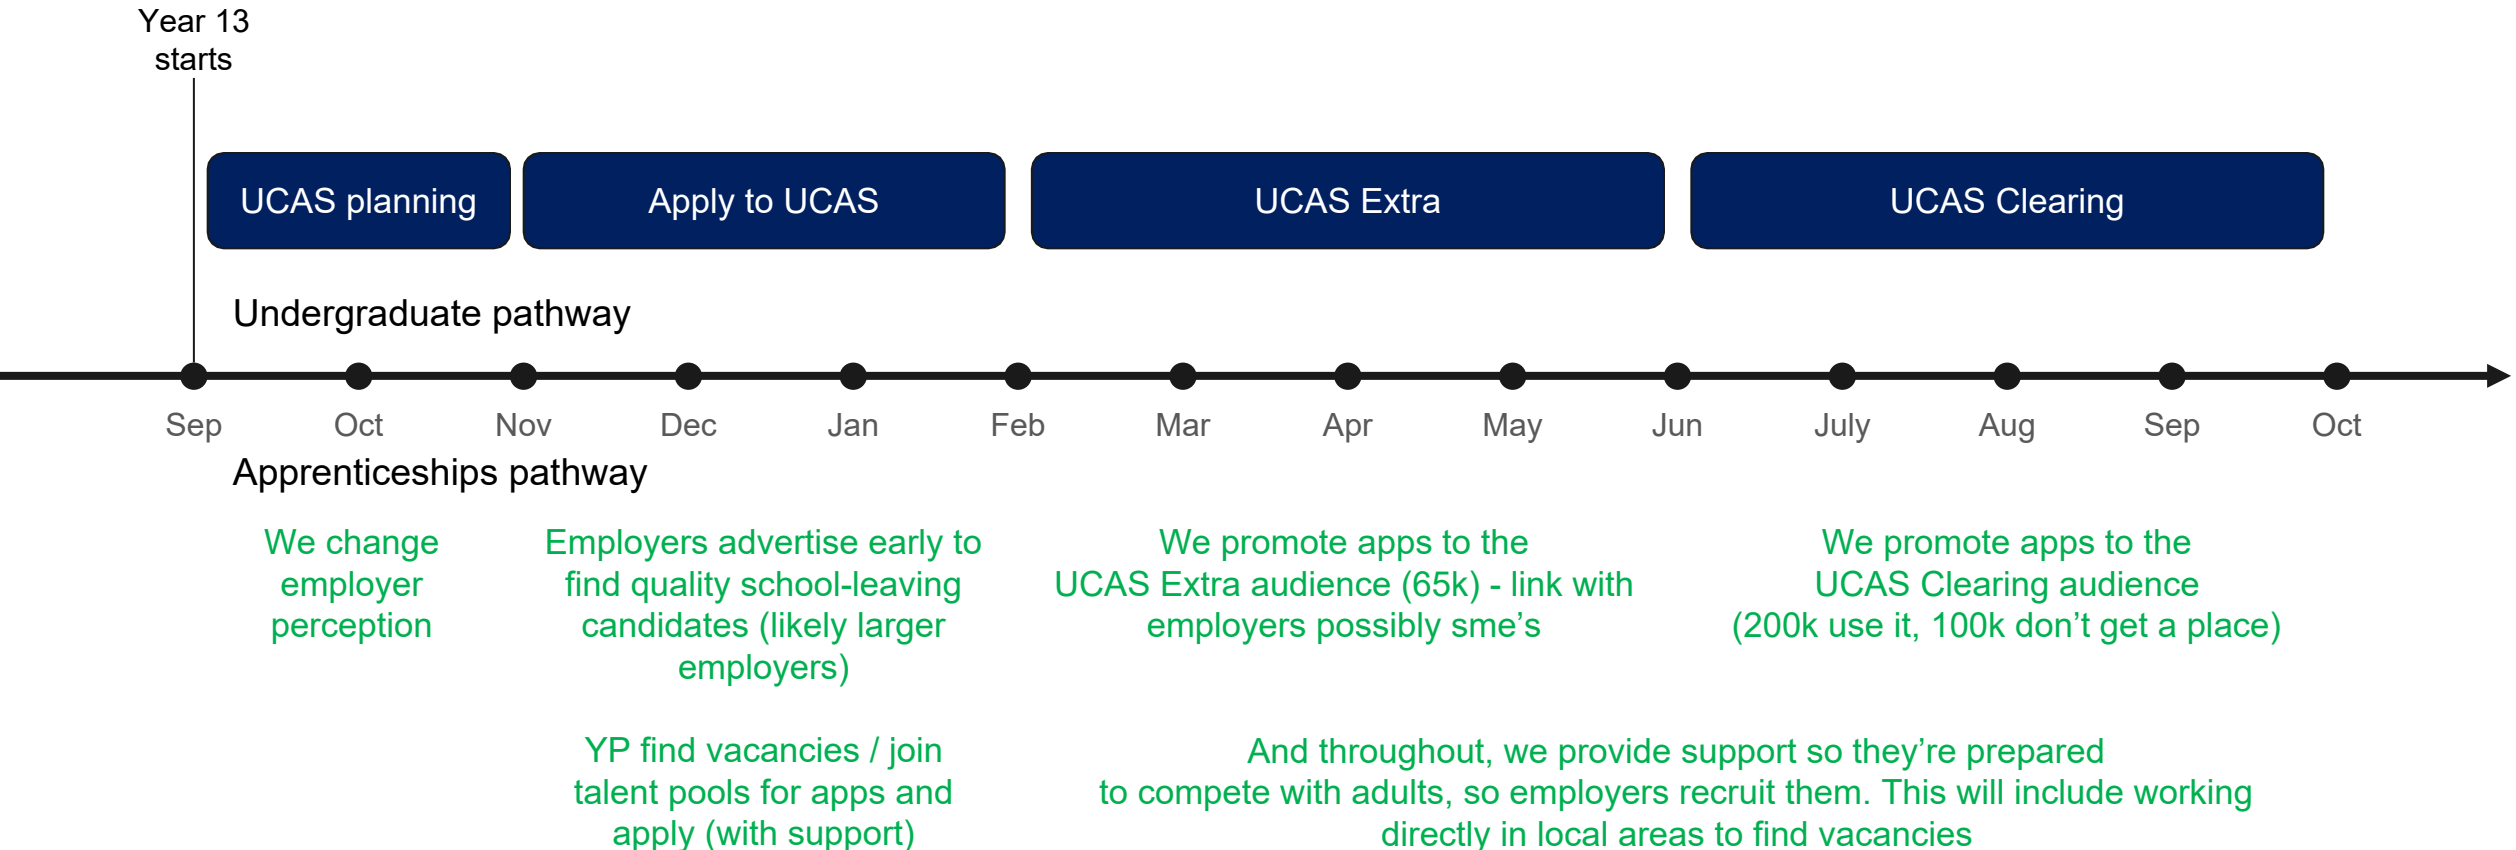 Year 13
starts
UCAS planning
Apply to UCAS
UCAS Extra
UCAS Clearing
Undergraduate pathway
Sep
Oct
Nov
Dec
Jan
Feb
Mar
Apr
May
Jun
July
Aug
Sep
Oct
Apprenticeships pathway
We change
employer
perception
Employers advertise early to
find quality school-leaving
candidates (likely larger
employers)
We promote apps to the
UCAS Extra audience (65k) - link with
employers possibly sme’s
We promote apps to the
UCAS Clearing audience
(200k use it, 100k don’t get a place)
YP find vacancies / join
talent pools for apps and
apply (with support)
And throughout, we provide support so they’re prepared
to compete with adults, so employers recruit them. This will include working
directly in local areas to find vacancies